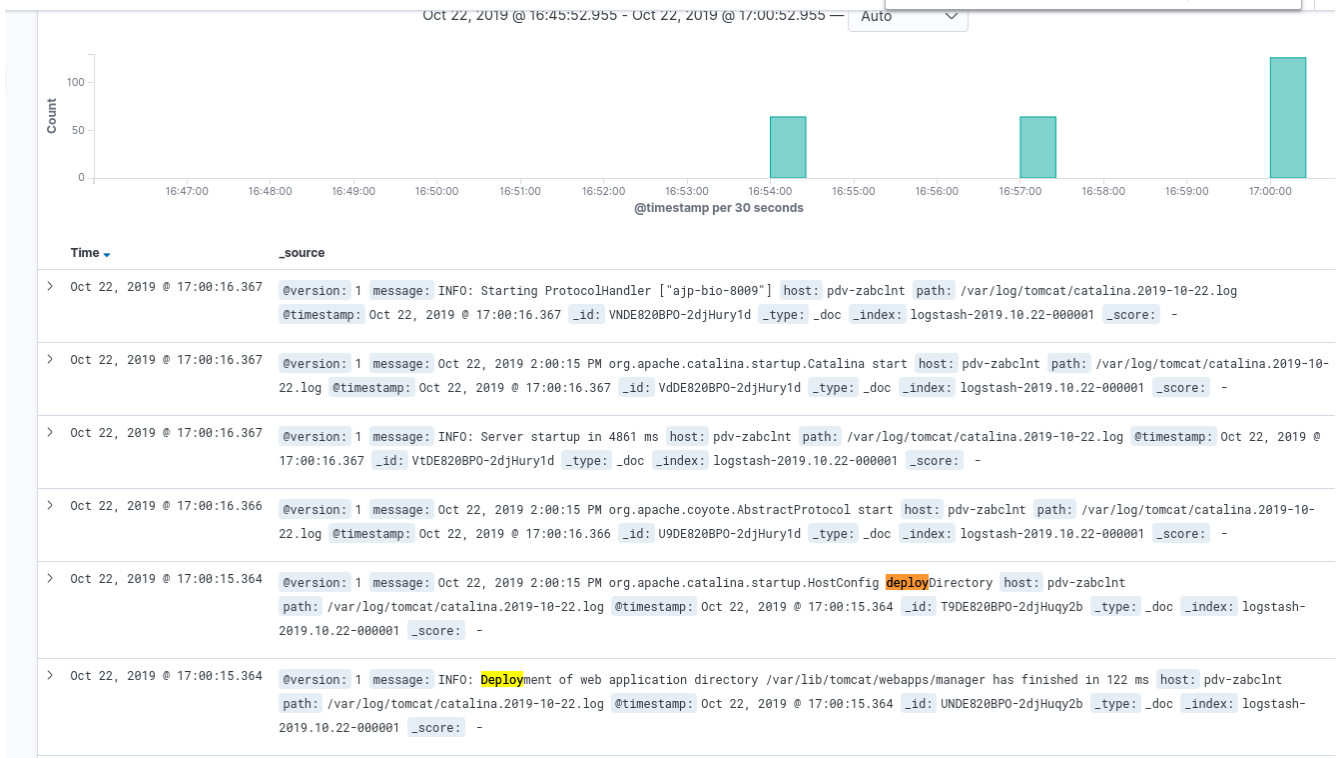 Oct 22, 2019 @ 16:45:52.955 - Oct 22, 2019 @ 17:00:52.955 — Auto
Count
100
50
0
16:47:00 16:48:00 16:49:00 16:50:00 16:51:00 16:52:00 16:53:00 16:54:00 16:55:00 16:56:00 16:57:00 16:58:00 16:59:00 17:00:00
@timestamp per 30 seconds
Time _source
Oct 22, 2019 @ 17:00:16.367 @version: 1 message: INFO: Starting ProtocolHandler ["ajp-bio-8009"] host: pdv-zabclnt path: /var/log/tomcat/catalina.2019-10-22.log
@timestamp: Oct 22, 2019 @ 17:00:16.367 _id: VNDE820BPO-2djHury1d _type: _doc _index: logstash-2019.10.22-000001 _score: -
Oct 22, 2019 @ 17:00:16.367 @version: 1 message: Oct 22, 2019 2:00:15 PM org.apache.catalina.startup.Catalina start host: pdv-zabclnt path: /var/log/tomcat/catalina.2019-10-
22.log @timestamp: Oct 22, 2019 @ 17:00:16.367 _id: VdDE820BPO-2djHury1d _type: _doc _index: logstash-2019.10.22-000001 _score: -
Oct 22, 2019 @ 17:00:16.367 @version: 1 message: INFO: Server startup in 4861 ms host: pdv-zabclnt path: /var/log/tomcat/catalina.2019-10-22.log @timestamp: Oct 22, 2019 @
17:00:16.367 _id: VtDE820BPO-2djHury1d _type: _doc _index: logstash-2019.10.22-000001 _score: -
Oct 22, 2019 @ 17:00:16.366 @version: 1 message: Oct 22, 2019 2:00:15 PM org.apache.coyote.AbstractProtocol start host: pdv-zabclnt path: /var/log/tomcat/catalina.2019-10-
22.log @timestamp: Oct 22, 2019 @ 17:00:16.366 _id: U9DE820BPO-2djHury1d _type: _doc _index: logstash-2019.10.22-000001 _score: -
Oct 22, 2019 @ 17:00:15.364 @version: 1 message: Oct 22, 2019 2:00:15 PM org.apache.catalina.startup.HostConfig deployDirectory host: pdv-zabclnt
path: /var/log/tomcat/catalina.2019-10-22.log @timestamp: Oct 22, 2019 @ 17:00:15.364 _id: T9DE820BPO-2djHuqy2b _type: _doc _index: logstash-
2019.10.22-000001 _score: -
Oct 22, 2019 @ 17:00:15.364 @version: 1 message: INFO: Deployment of web application directory /var/lib/tomcat/webapps/manager has finished in 122 ms host: pdv-zabclnt
path: /var/log/tomcat/catalina.2019-10-22.log @timestamp: Oct 22, 2019 @ 17:00:15.364 _id: UNDE820BPO-2djHuqy2b _type: _doc _index: logstash-
2019.10.22-000001 _score: -